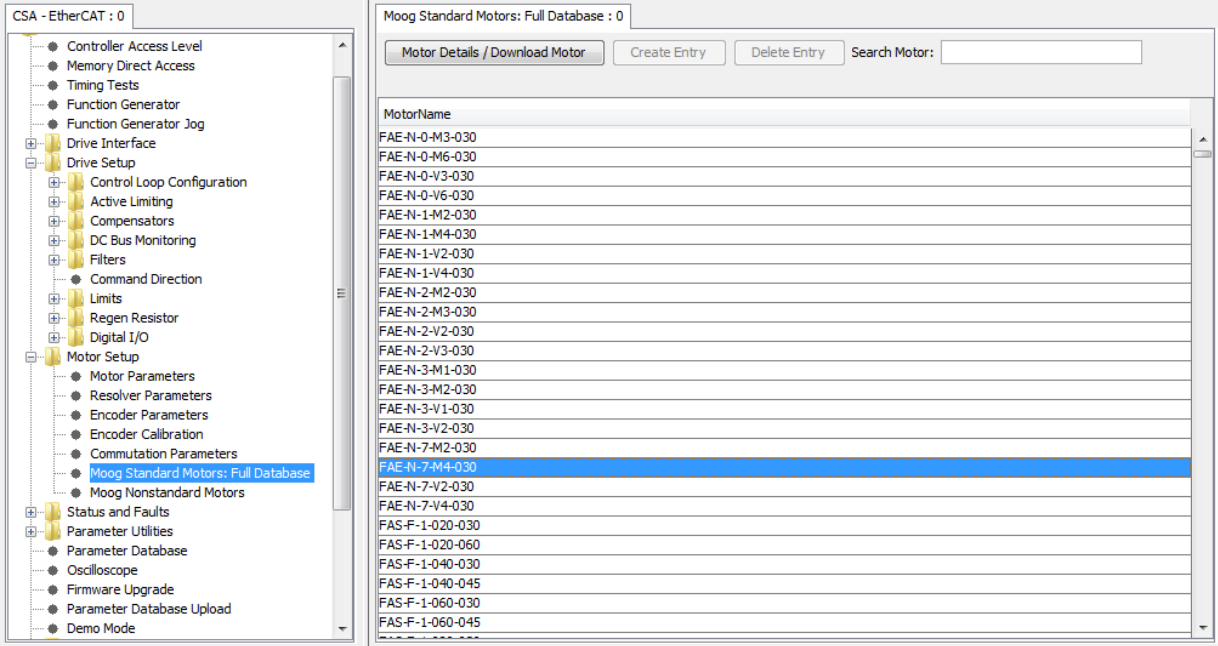 CSA - EtherCAT : 0
Controller Access Level
Memory Direct Access
Timing Tests
Function Generator
Function Generator Jog
Drive Interface
Drive Setup
Control Loop Configuration
Active Limiting
Compensators
DC Bus Monitoring
Filters
Command Direction
Limits
Regen Resistor
Digital I/O
Motor Setup
Motor Parameters
Resolver Parameters
Encoder Parameters
Encoder Calibration
Commutation Parameters
Moog Standard Motors: Full Database
Moog Nonstandard Motors
Status and Faults
Parameter Utilities
Parameter Database
Oscilloscope
Firmware Upgrade
Parameter Database Upload
Demo Mode
Moog Standard Motors: Full Database : 0
Motor Details / Download Motor Create Entry Delete Entry Search Motor:
MotorName
FAE-N-0-M3-030
FAE-N-0-M6-030
FAE-N-0-V3-030
FAE-N-0-V6-030
FAE-N-1-M2-030
FAE-N-1-M4-030
FAE-N-1-V2-030
FAE-N-1-V4-030
FAE-N-2-M2-030
FAE-N-2-M3-030
FAE-N-2-V2-030
FAE-N-2-V3-030
FAE-N-3-M1-030
FAE-N-3-M2-030
FAE-N-3-V1-030
FAE-N-3-V2-030
FAE-N-7-M2-030
FAE-N-7-M4-030
FAE-N-7-V2-030
FAE-N-7-V4-030
FAS-F-1-020-030
FAS-F-1-020-060
FAS-F-1-040-030
FAS-F-1-040-045
FAS-F-1-060-030
FAS-F-1-060-045